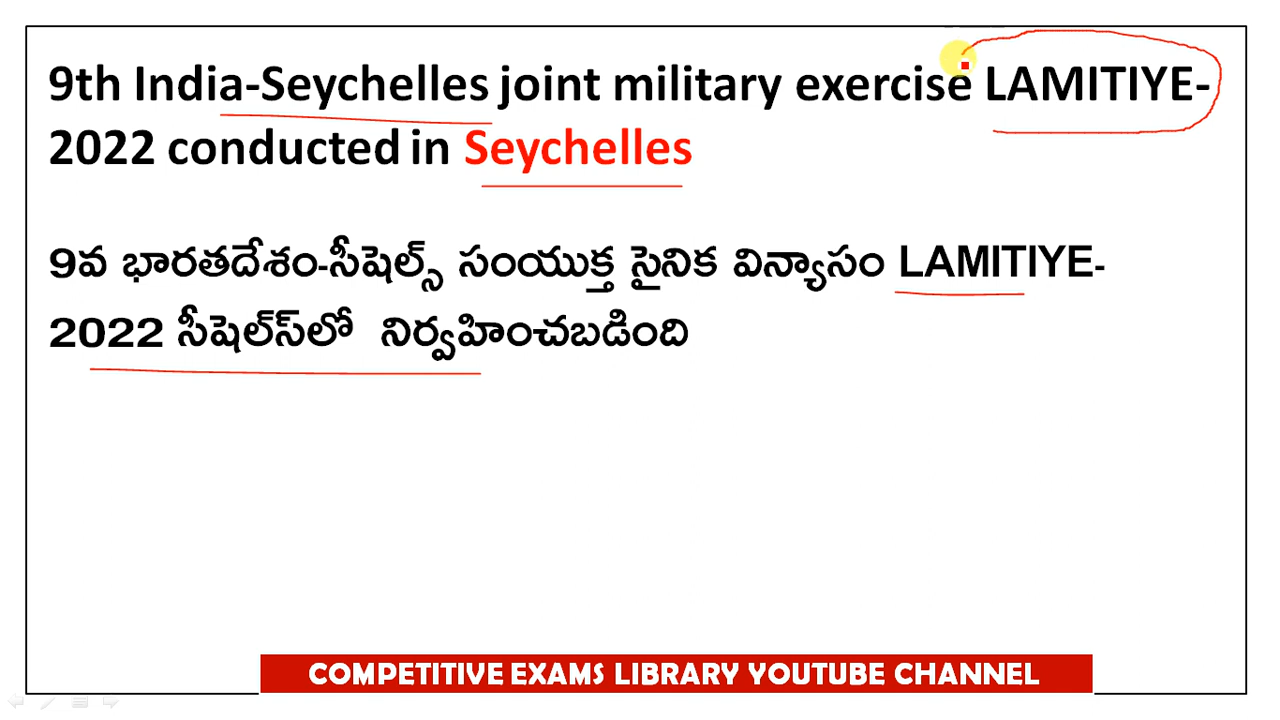 9th India-Seychelles joint military exercise LAMITIYE-
2022 conducted in Seychelles
9వ భారతదేశం-సీషెల్స్ సంయుక్త సైనిక విన్యాసం LAMITIYE-
2022 సీషెల్స్‌లో నిర్వహించబడింది
COMPETITIVE EXAMS LIBRARY YOUTUBE CHANNEL